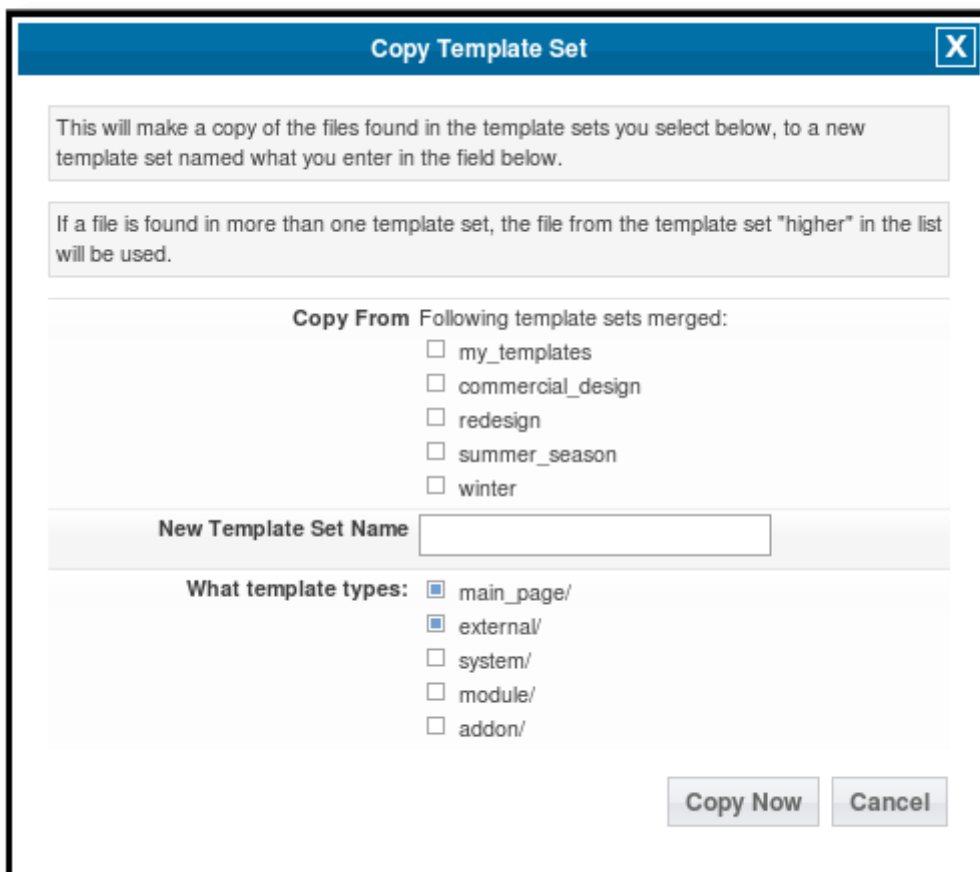 Copy Template Set
X
This will make a copy of the files found in the template sets you select below, to a new
template set named what you enter in the field below.
If a file is found in more than one template set, the file from the template set "higher" in the list
will be used.
Copy From Following template sets merged:
my_templates
commercial_design
redesign
summer_season
winter
New Template Set Name
What template types: main_page/
external/
system/
module/
addon/
Copy Now Cancel